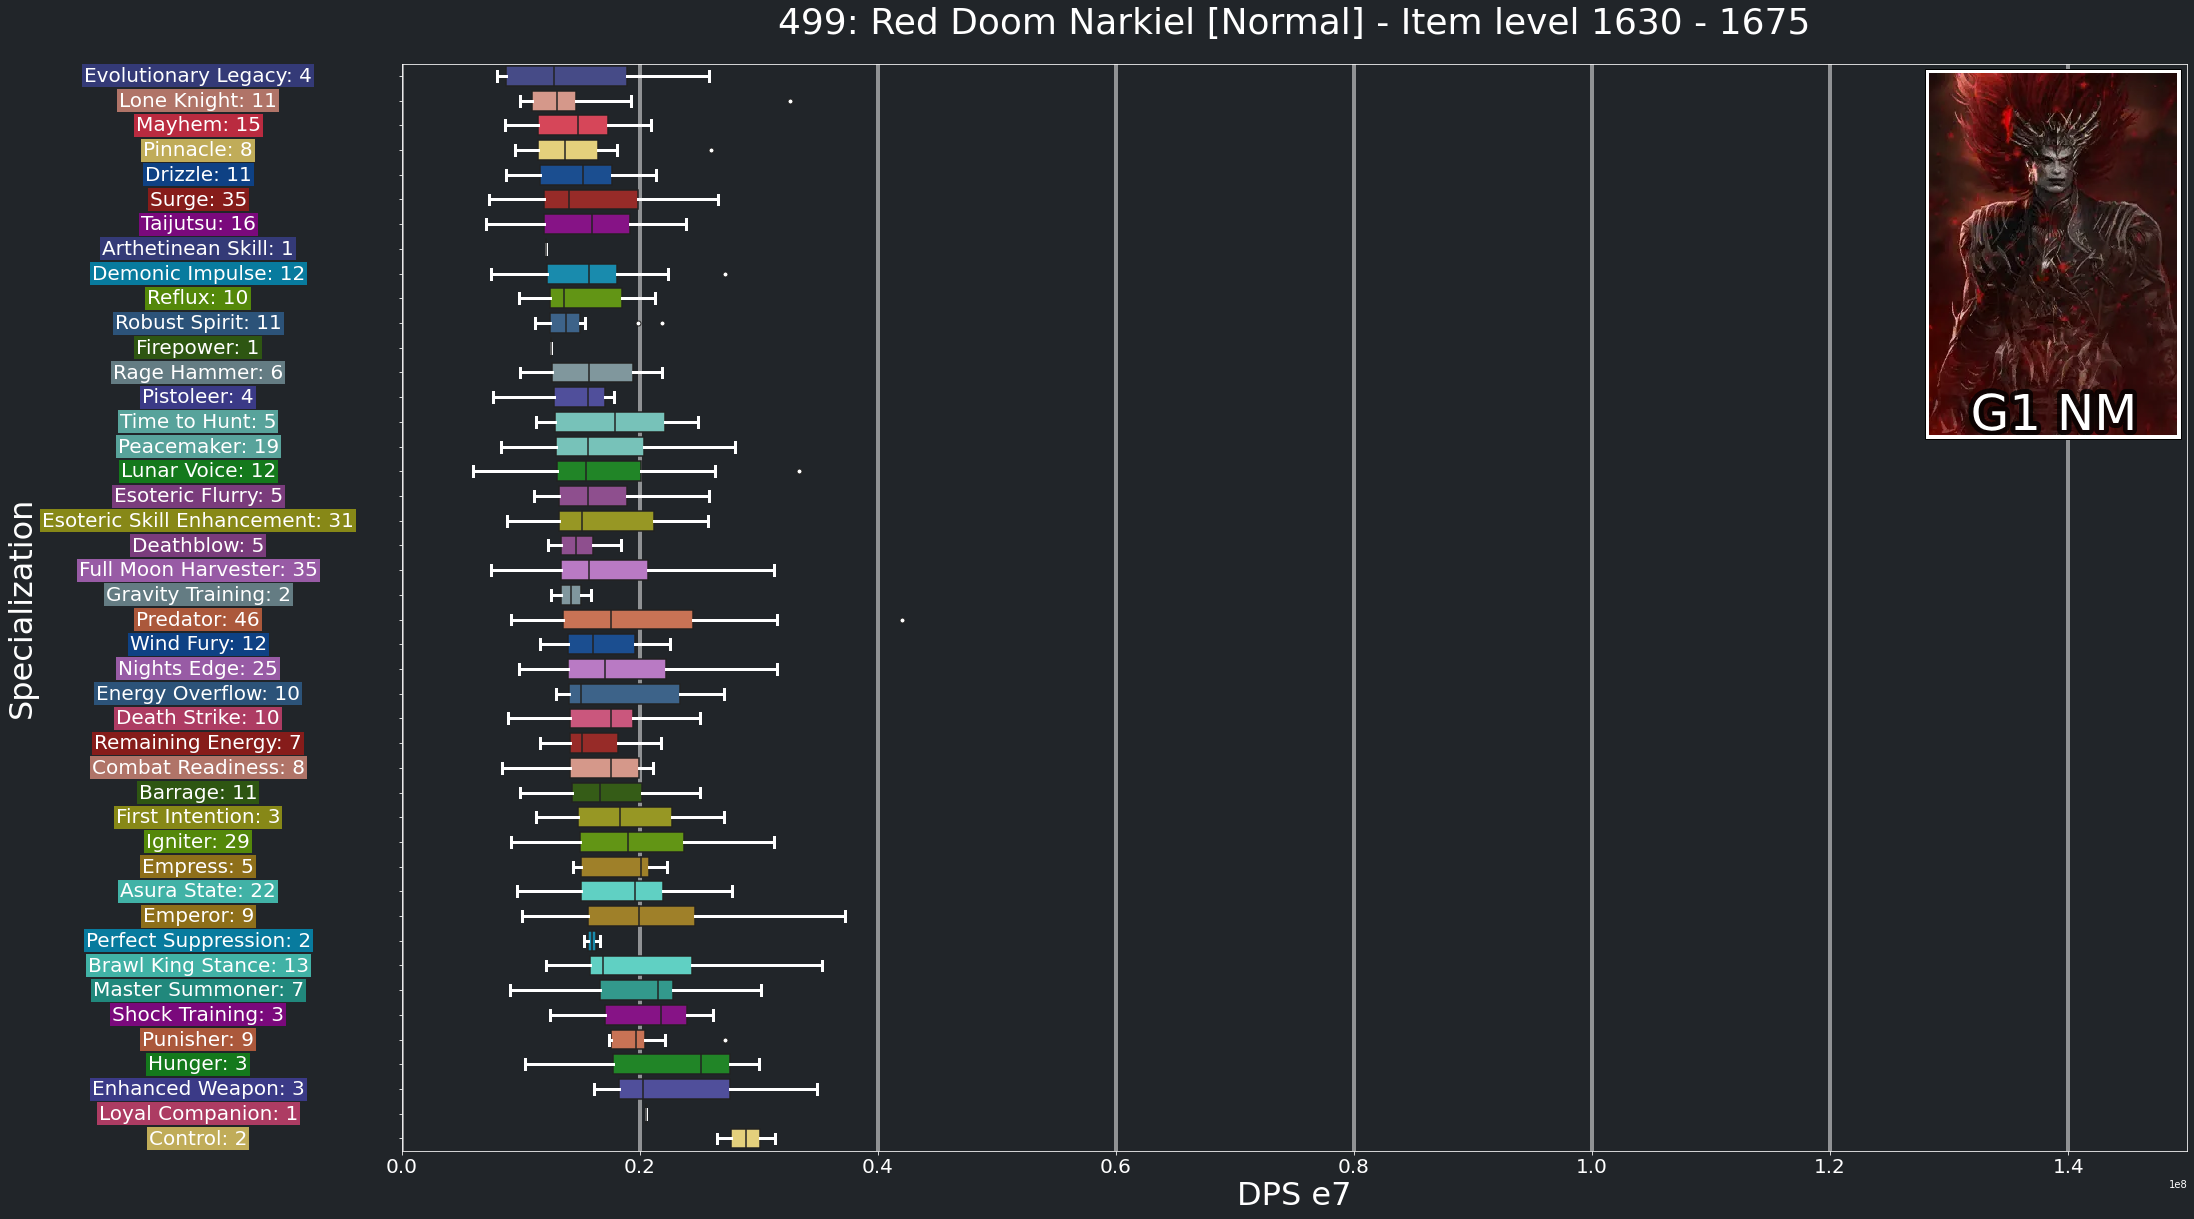 499: Red Doom Narkiel [Normal] - Item level 1630 - 1675
Evolutionary Legacy: 4
Lone Knight: 11
Mayhem: 15
Pinnacle: 8
Drizzle: 11
Surge: 35
Taijutsu: 16
Arthetinean Skill: 1
Demonic Impulse: 12
Reflux: 10
Robust Spirit: 11
Firepower: 1
Rage Hammer: 6
Pistoleer: 4
Time to Hunt: 5
Peacemaker: 19
Lunar Voice: 12
Esoteric Flurry: 5
Esoteric Skill Enhancement: 31
Deathblow: 5
Full Moon Harvester: 35
Gravity Training: 2
Predator: 46
Wind Fury: 12
Nights Edge: 25
Energy Overflow: 10
Death Strike: 10
Remaining Energy: 7
Combat Readiness: 8
Barrage: 11
First Intention: 3
Igniter: 29
Empress: 5
Asura State: 22
Emperor: 9
Perfect Suppression: 2
Brawl King Stance: 13
Master Summoner: 7
Shock Training: 3
Punisher: 9
Hunger: 3
Enhanced Weapon: 3
Loyal Companion: 1
Control: 2
Specialization
G1 NM
0.0 0.2 0.4 0.6 0.8 1.0 1.2 1.4
1e8
DPS e7